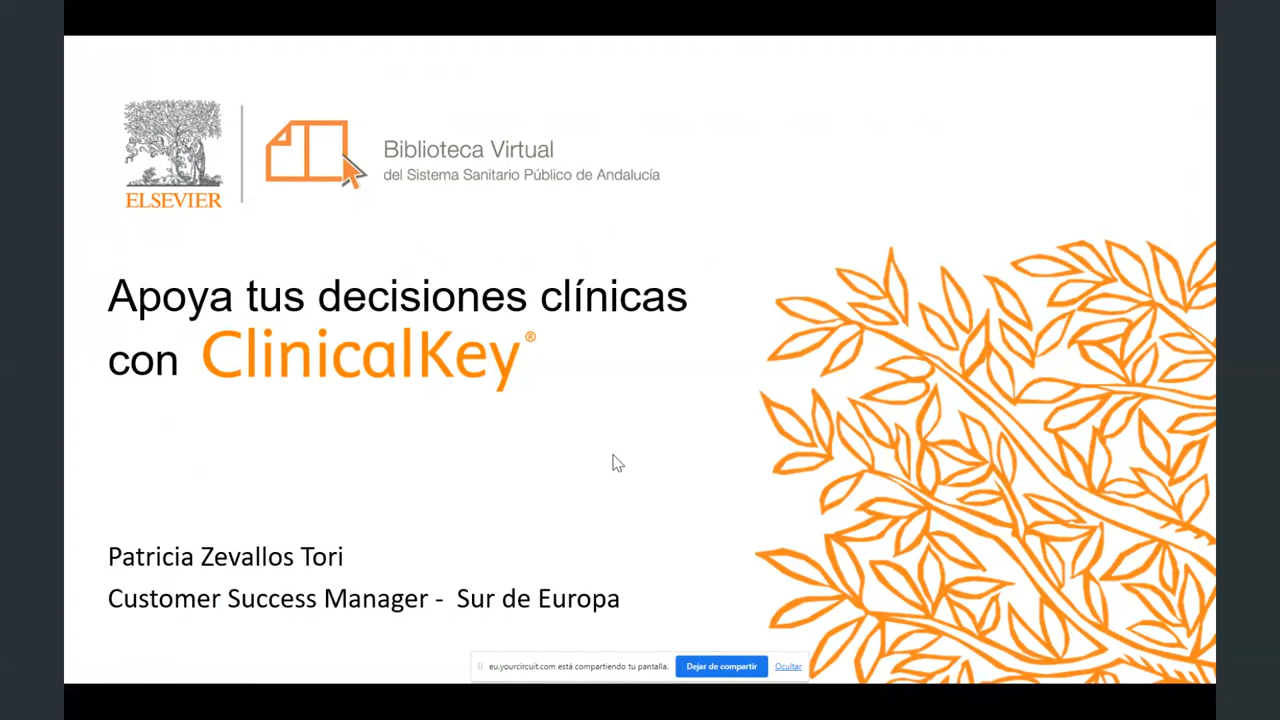 ELSEVIER
Biblioteca Virtual
del Sistema Sanitario Público de Andalucía
Apoya tus decisiones clínicas
con ClinicalKey®
Patricia Zevallos Tori
Customer Success Manager - Sur de Europa
eu.yourcircuit.com está compartiendo tu pantalla. Dejar de compartir Ocultar